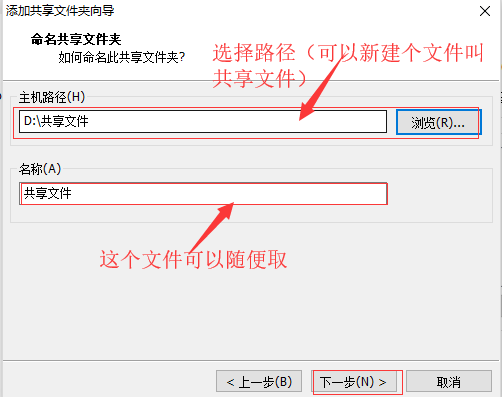 添加共享文件夹向导
命名共享文件夹
如何命名此共享文件夹?
选择路径（可以新建个文件叫
共享文件）
主机路径(H)
D:\共享文件
浏览(R)...
名称(A)
共享文件
这个文件可以随便取
< 上一步(B)
下一步(N) >
取消